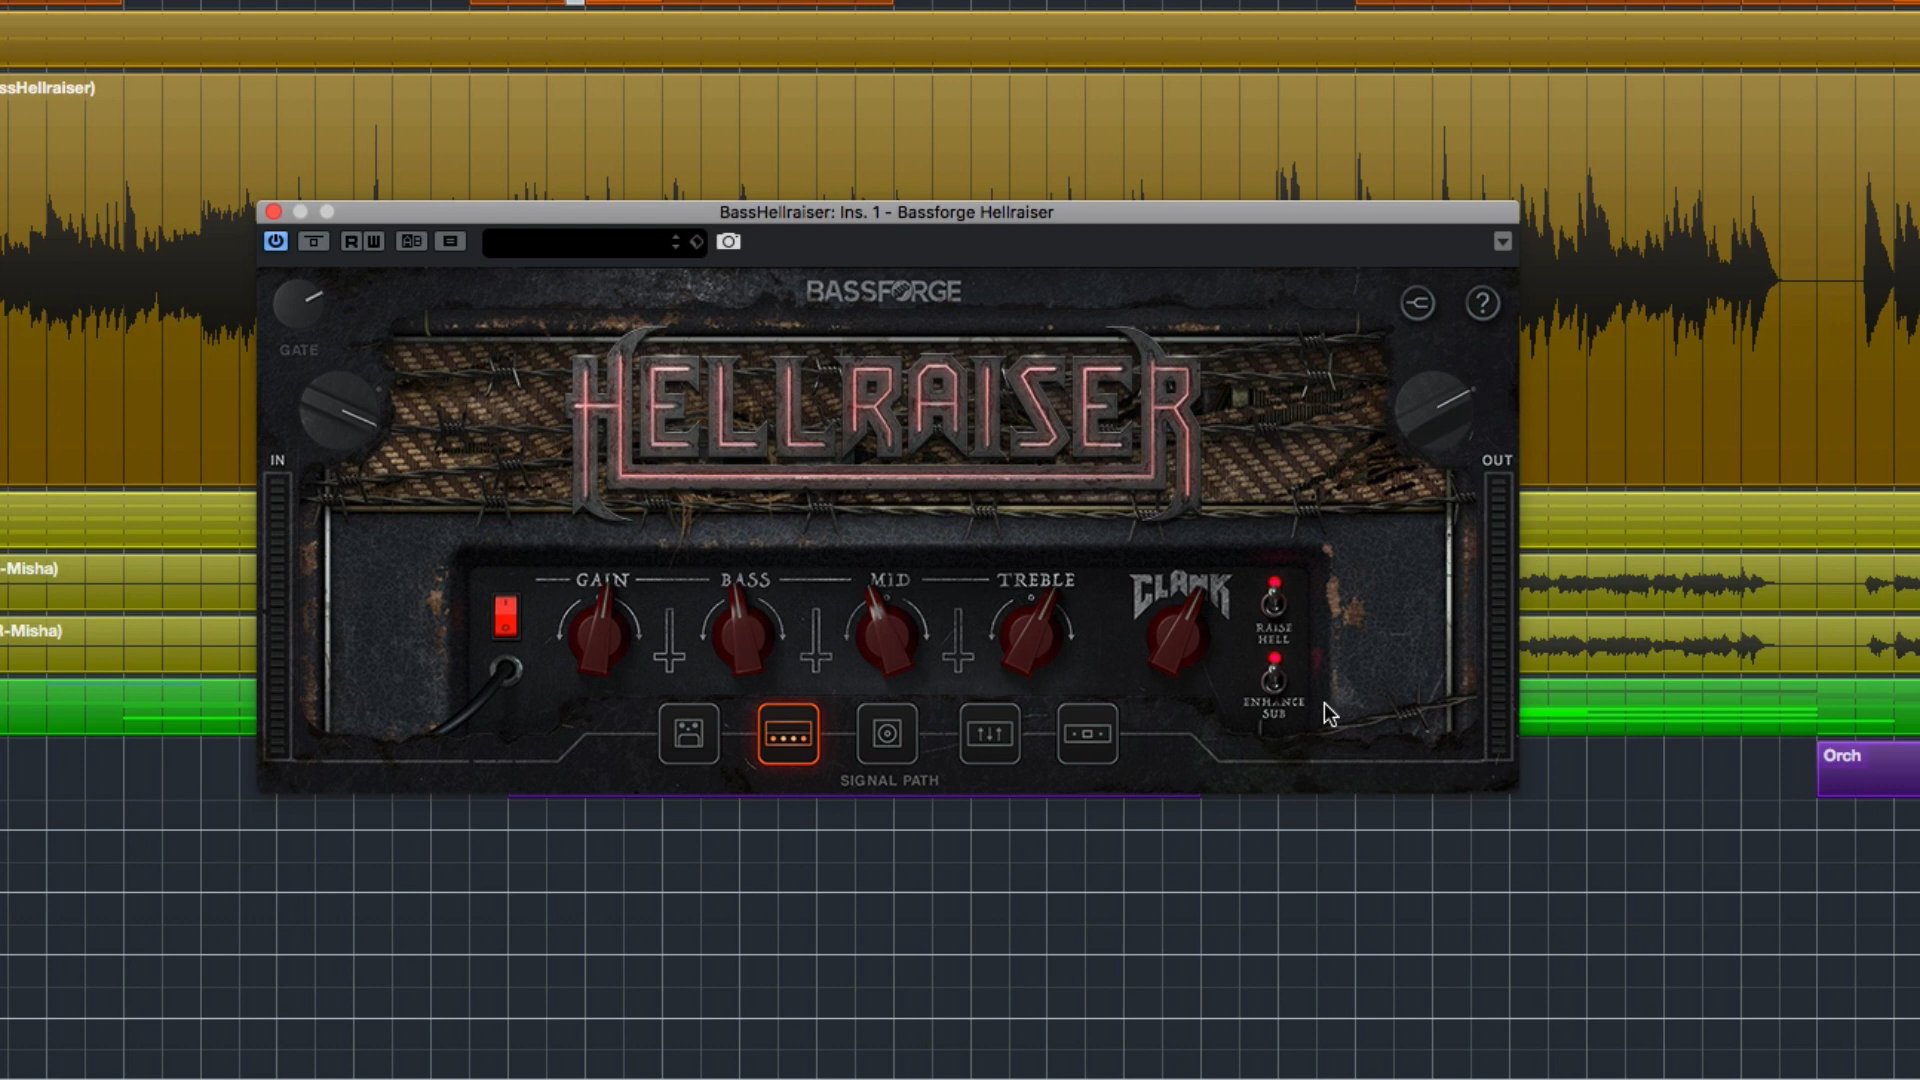 ssHellraiser)
BassHellraiser: Ins. 1 - Bassforge Hellraiser
R W AB
BASSFORGE
?
GATE
HELLRAISER
IN
OUT
GAIN BASS MID TREBLE CLANK
RAISE
HELL
ENHANCE
SUB
SIGNAL PATH
-Misha)
R-Misha)
Orch